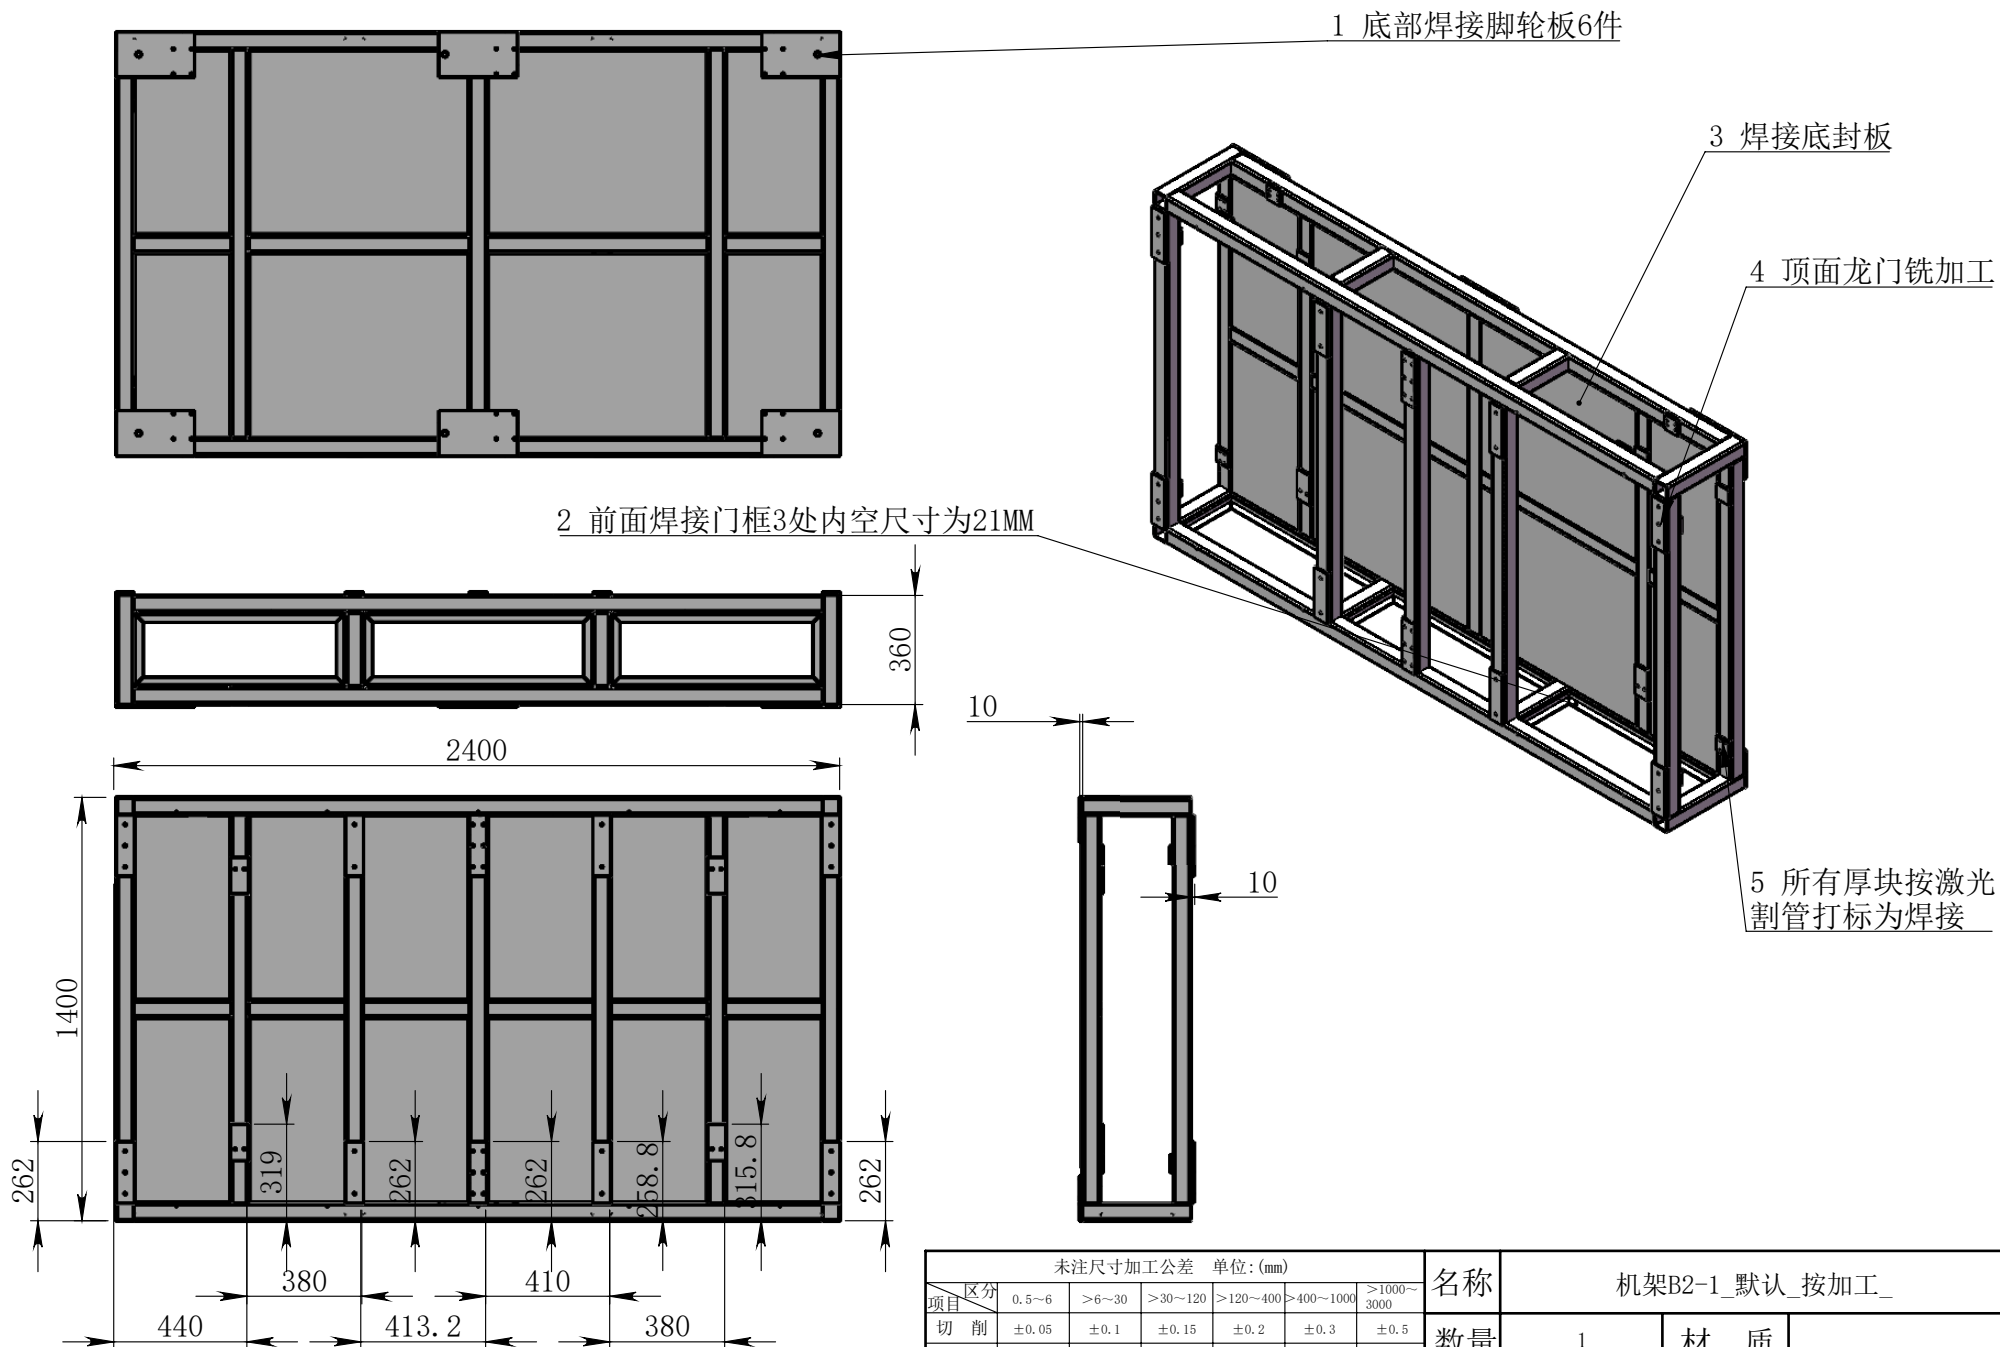 1 底部焊接脚轮板6件
3 焊接底封板
4 顶面龙门铣加工
2 前面焊接门框3处内空尺寸为21MM
360
10
2400
10
5 所有厚块按激光
割管打标为焊接
1400
262
319
262
262
258.8
315.8
262
380
410
440
413.2
380
未注尺寸加工公差 单位:(mm)
区分
项目
0.5~6
>6~30
>30~120
>120~400
>400~1000
>1000~
3000
切 削
±0.05
±0.1
±0.15
±0.2
±0.3
±0.5
名称
机架B2-1_默认_按加工_
数量
1
材 质